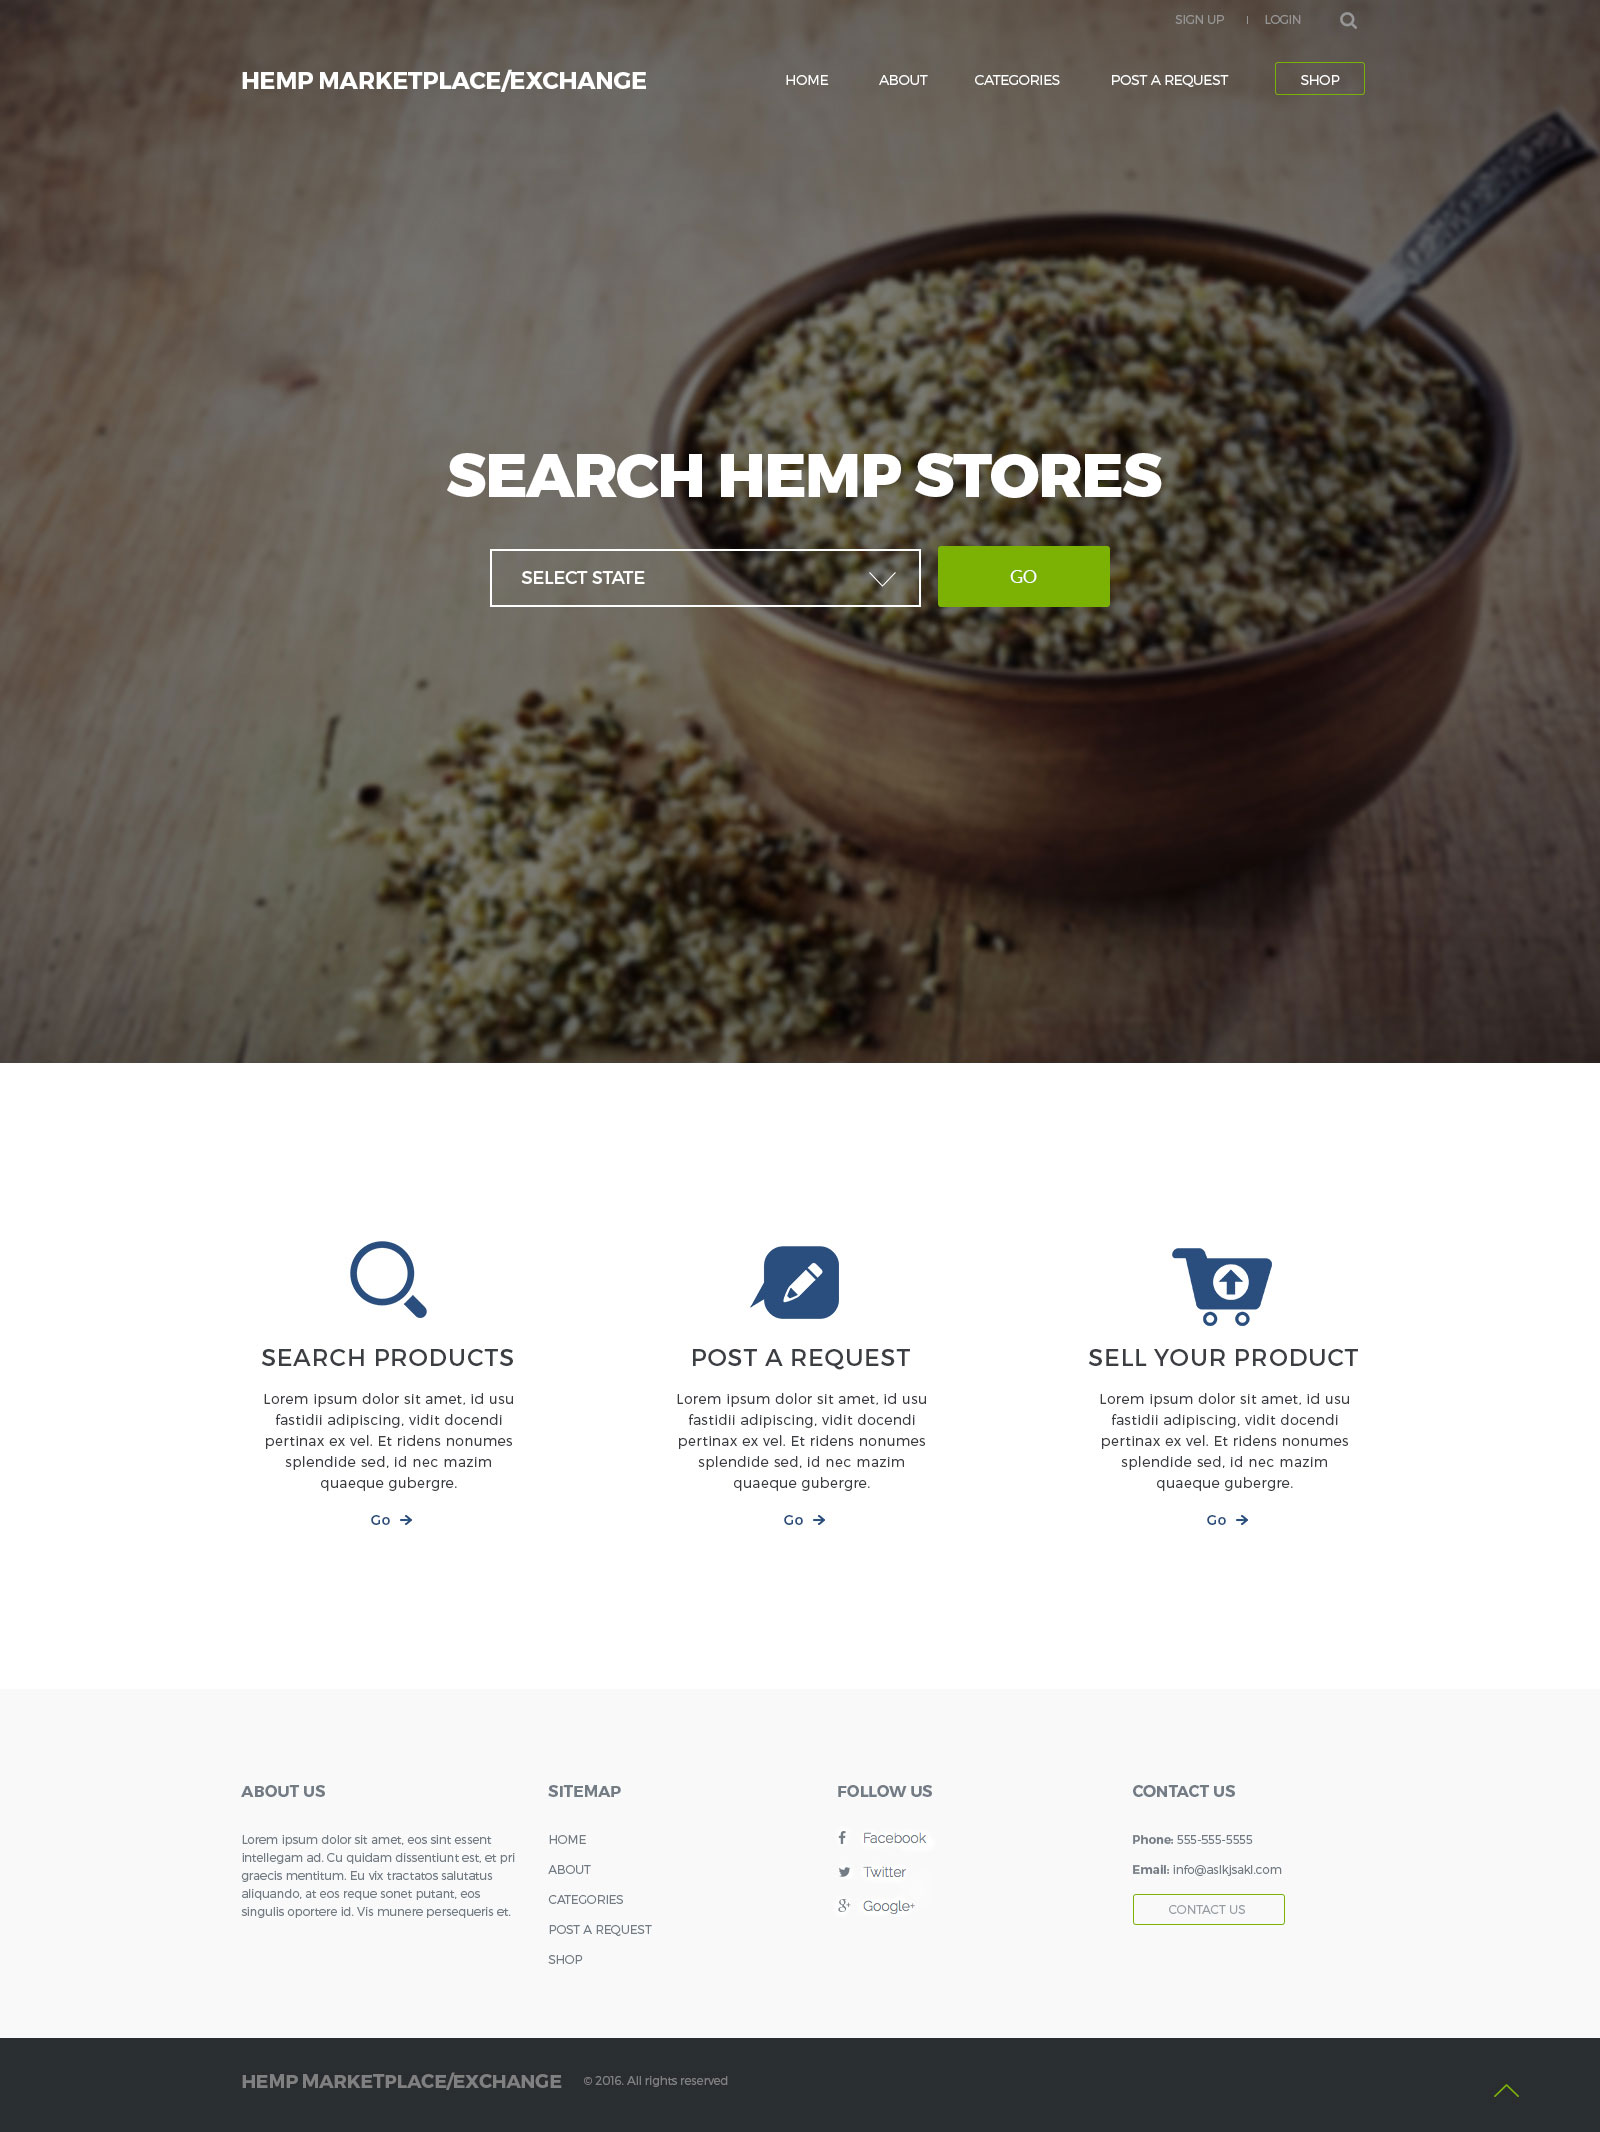 SIGN UP | LOGIN
HEMP MARKETPLACE/EXCHANGE
HOME ABOUT CATEGORIES POST A REQUEST SHOP
SEARCH HEMP STORES
SELECT STATE GO
SEARCH PRODUCTS
Lorem ipsum dolor sit amet, id usu
fastidii adipiscing, vidit docendi
pertinax ex vel. Et ridens nonumes
splendide sed, id nec mazim
quaeque gubergre.
Go
POST A REQUEST
Lorem ipsum dolor sit amet, id usu
fastidii adipiscing, vidit docendi
pertinax ex vel. Et ridens nonumes
splendide sed, id nec mazim
quaeque gubergre.
Go
SELL YOUR PRODUCT
Lorem ipsum dolor sit amet, id usu
fastidii adipiscing, vidit docendi
pertinax ex vel. Et ridens nonumes
splendide sed, id nec mazim
quaeque gubergre.
Go
ABOUT US
Lorem ipsum dolor sit amet, eos sint essent
intellegam ad. Cu quidam dissentiunt est, et pri
graecis mentitum. Eu vix tractatos salutatus
aliquando, at eos reque sonet putant, eos
singulis oportere id. Vis munere persequeris et.
SITEMAP
HOME
ABOUT
CATEGORIES
POST A REQUEST
SHOP
FOLLOW US
Facebook
Twitter
Google+
CONTACT US
Phone: 555-555-5555
Email: info@aslkjsakl.com
CONTACT US
HEMP MARKETPLACE/EXCHANGE © 2016. All rights reserved